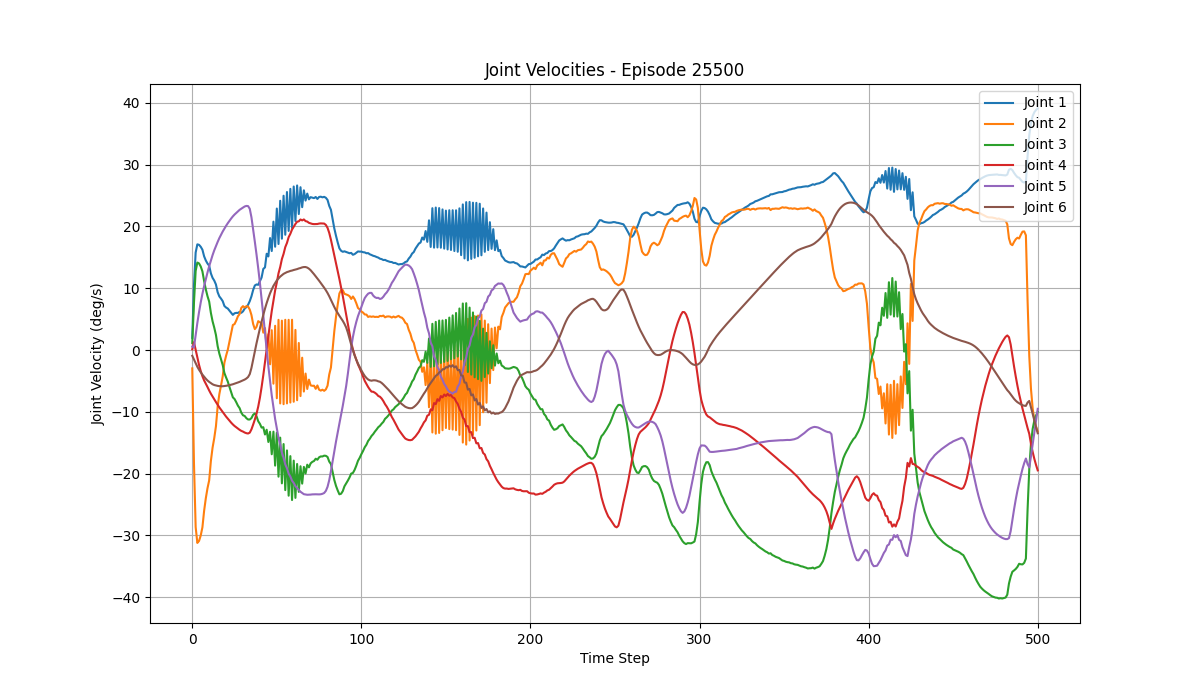 Joint Velocities - Episode 25500
Joint Velocity (deg/s)
40
30
20
10
0
−10
−20
−30
−40
Joint 1
Joint 2
Joint 3
Joint 4
Joint 5
Joint 6
0 100 200 300 400 500
Time Step